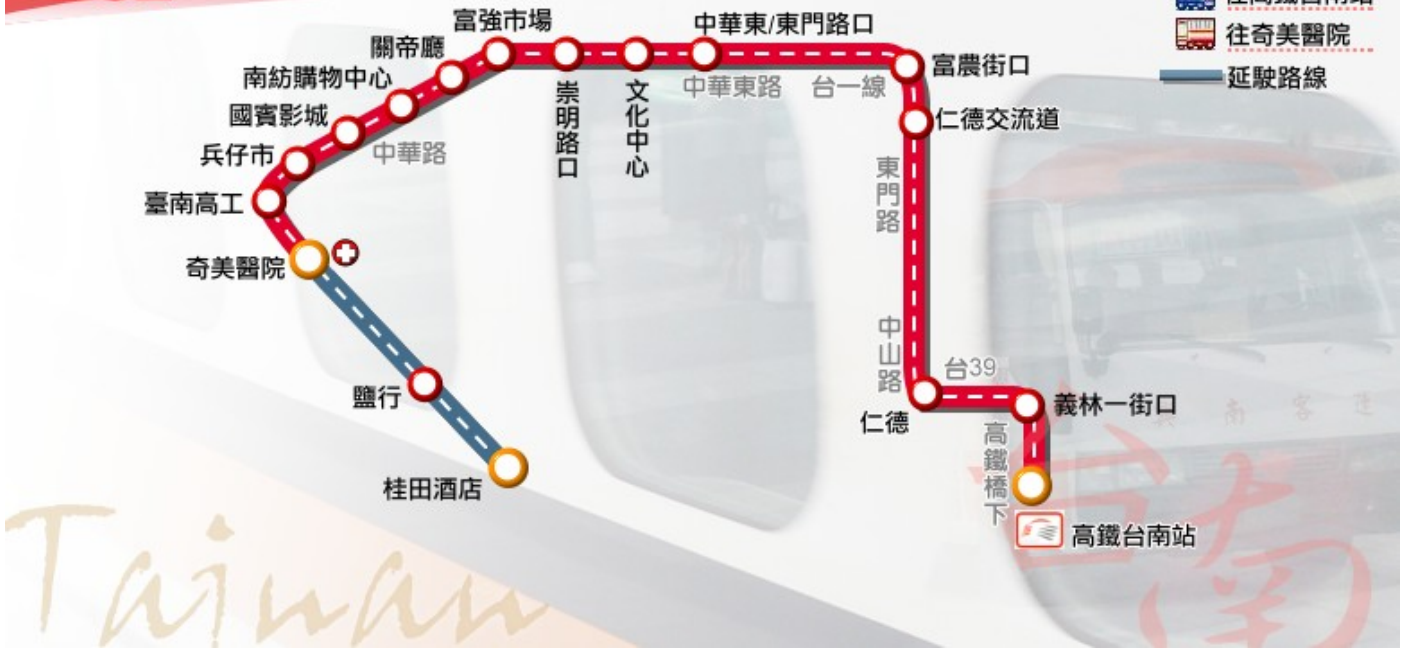 往奇美醫院
延駛路線
富強市場
中華東/東門路口
關帝廳
南紡購物中心
國賓影城
兵仔市
臺南高工
奇美醫院
鹽行
桂田酒店
中華路
崇明路口
文化中心
中華東路
台一線
富農街口
仁德交流道
東門路
中山路
台39
仁德
義林一街口
高鐵橋下
高鐵台南站
台南
Tainan